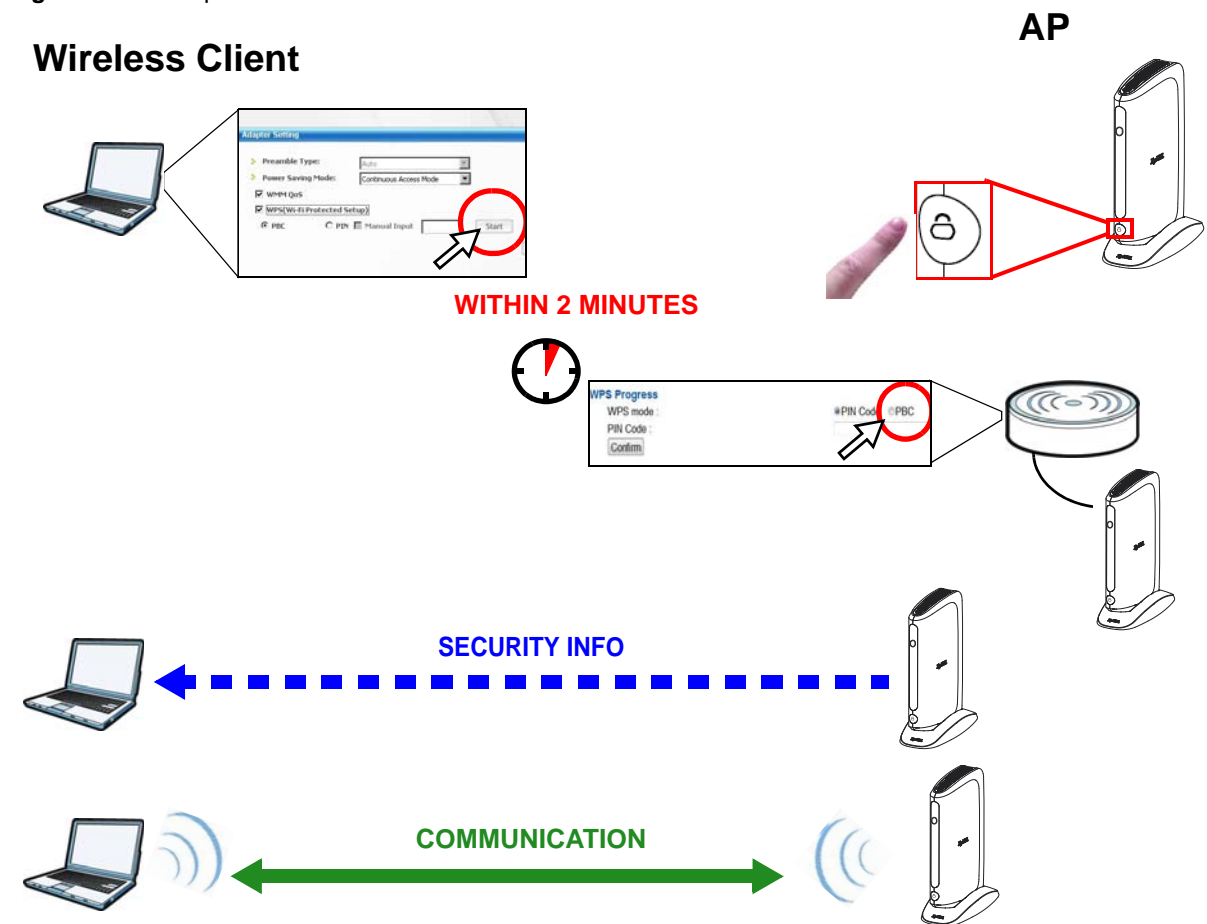 AP
Wireless Client
Adapter Setting
Preamble Type: Auto
Power Saving Mode: Continuous Access Mode
WMM QoS
WPS(Wi-Fi Protected Setup)
PBC PIN Manual Input Start
WITHIN 2 MINUTES
WPS Progress
WPS mode : PIN Code PBC
PIN Code :
Confirm
SECURITY INFO
COMMUNICATION